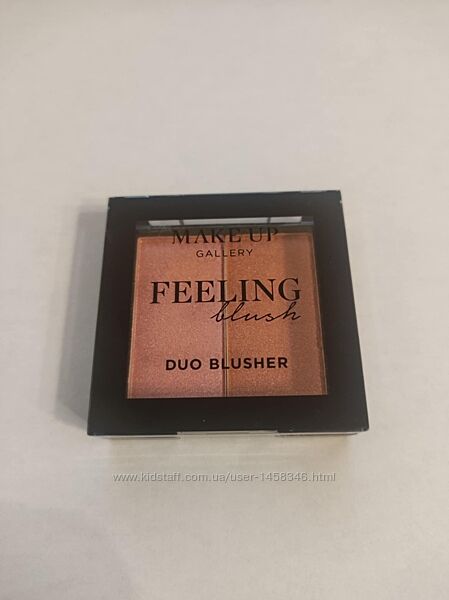 MAKE UP
GALLERY
FEELING
blush
DUO BLUSHER
www.kidstaff.com.ua/user-1458346.html